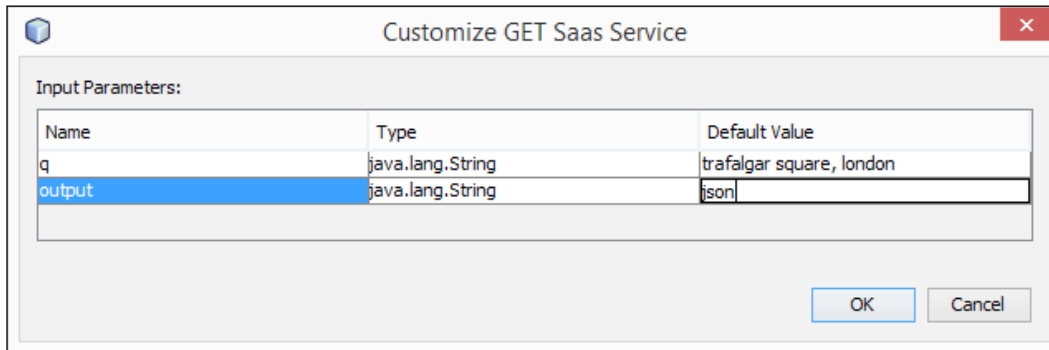 Customize GET Saas Service
Input Parameters:
Name Type Default Value
q java.lang.String trafalgar square, london
output java.lang.String json
OK Cancel